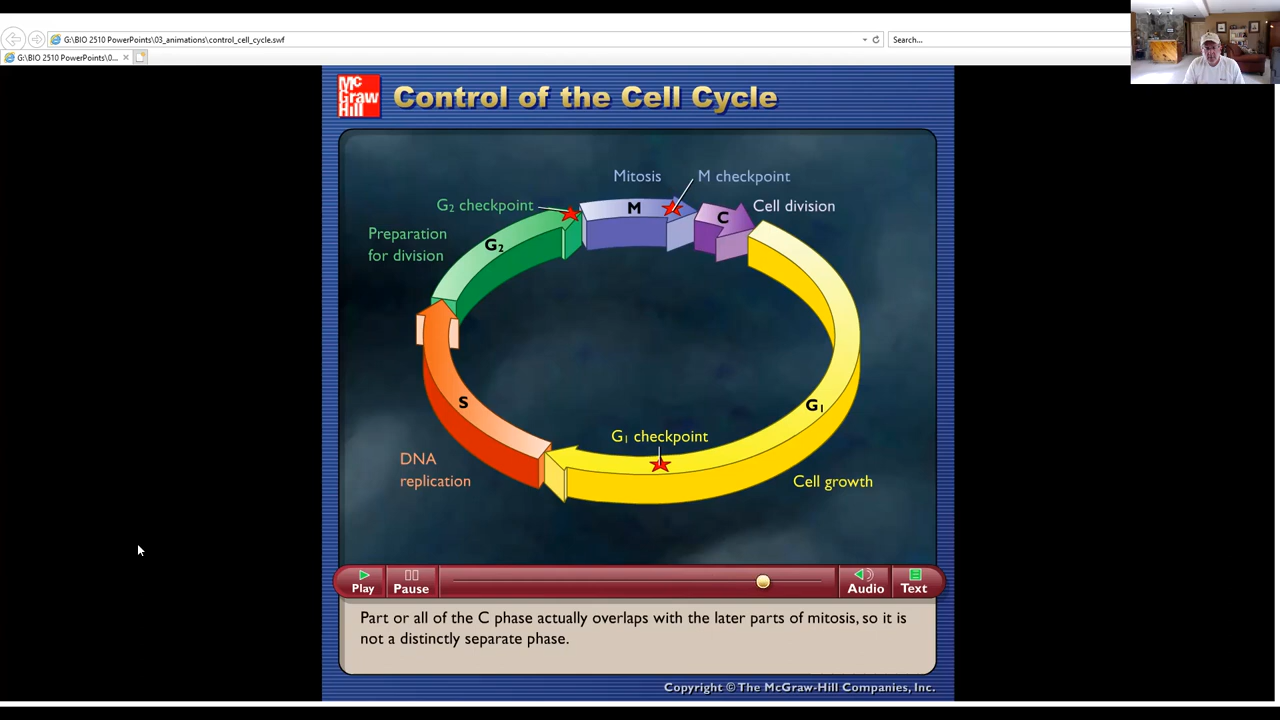 G:\BIO 2510 PowerPoints\03_animations\control_cell_cycle.swf
Search...
G:\BIO 2510 PowerPoints\0...
Mc
Graw
Hill
Control of the Cell Cycle
Mitosis
M checkpoint
G₂ checkpoint
M
C
Cell division
Preparation
for division
G₂
S
G₁
G₁ checkpoint
DNA
replication
Cell growth
Play
Pause
Audio
Text
Part or all of the C phase actually overlaps with the later parts of mitosis, so it is
not a distinctly separate phase.
Copyright © The McGraw-Hill Companies, Inc.